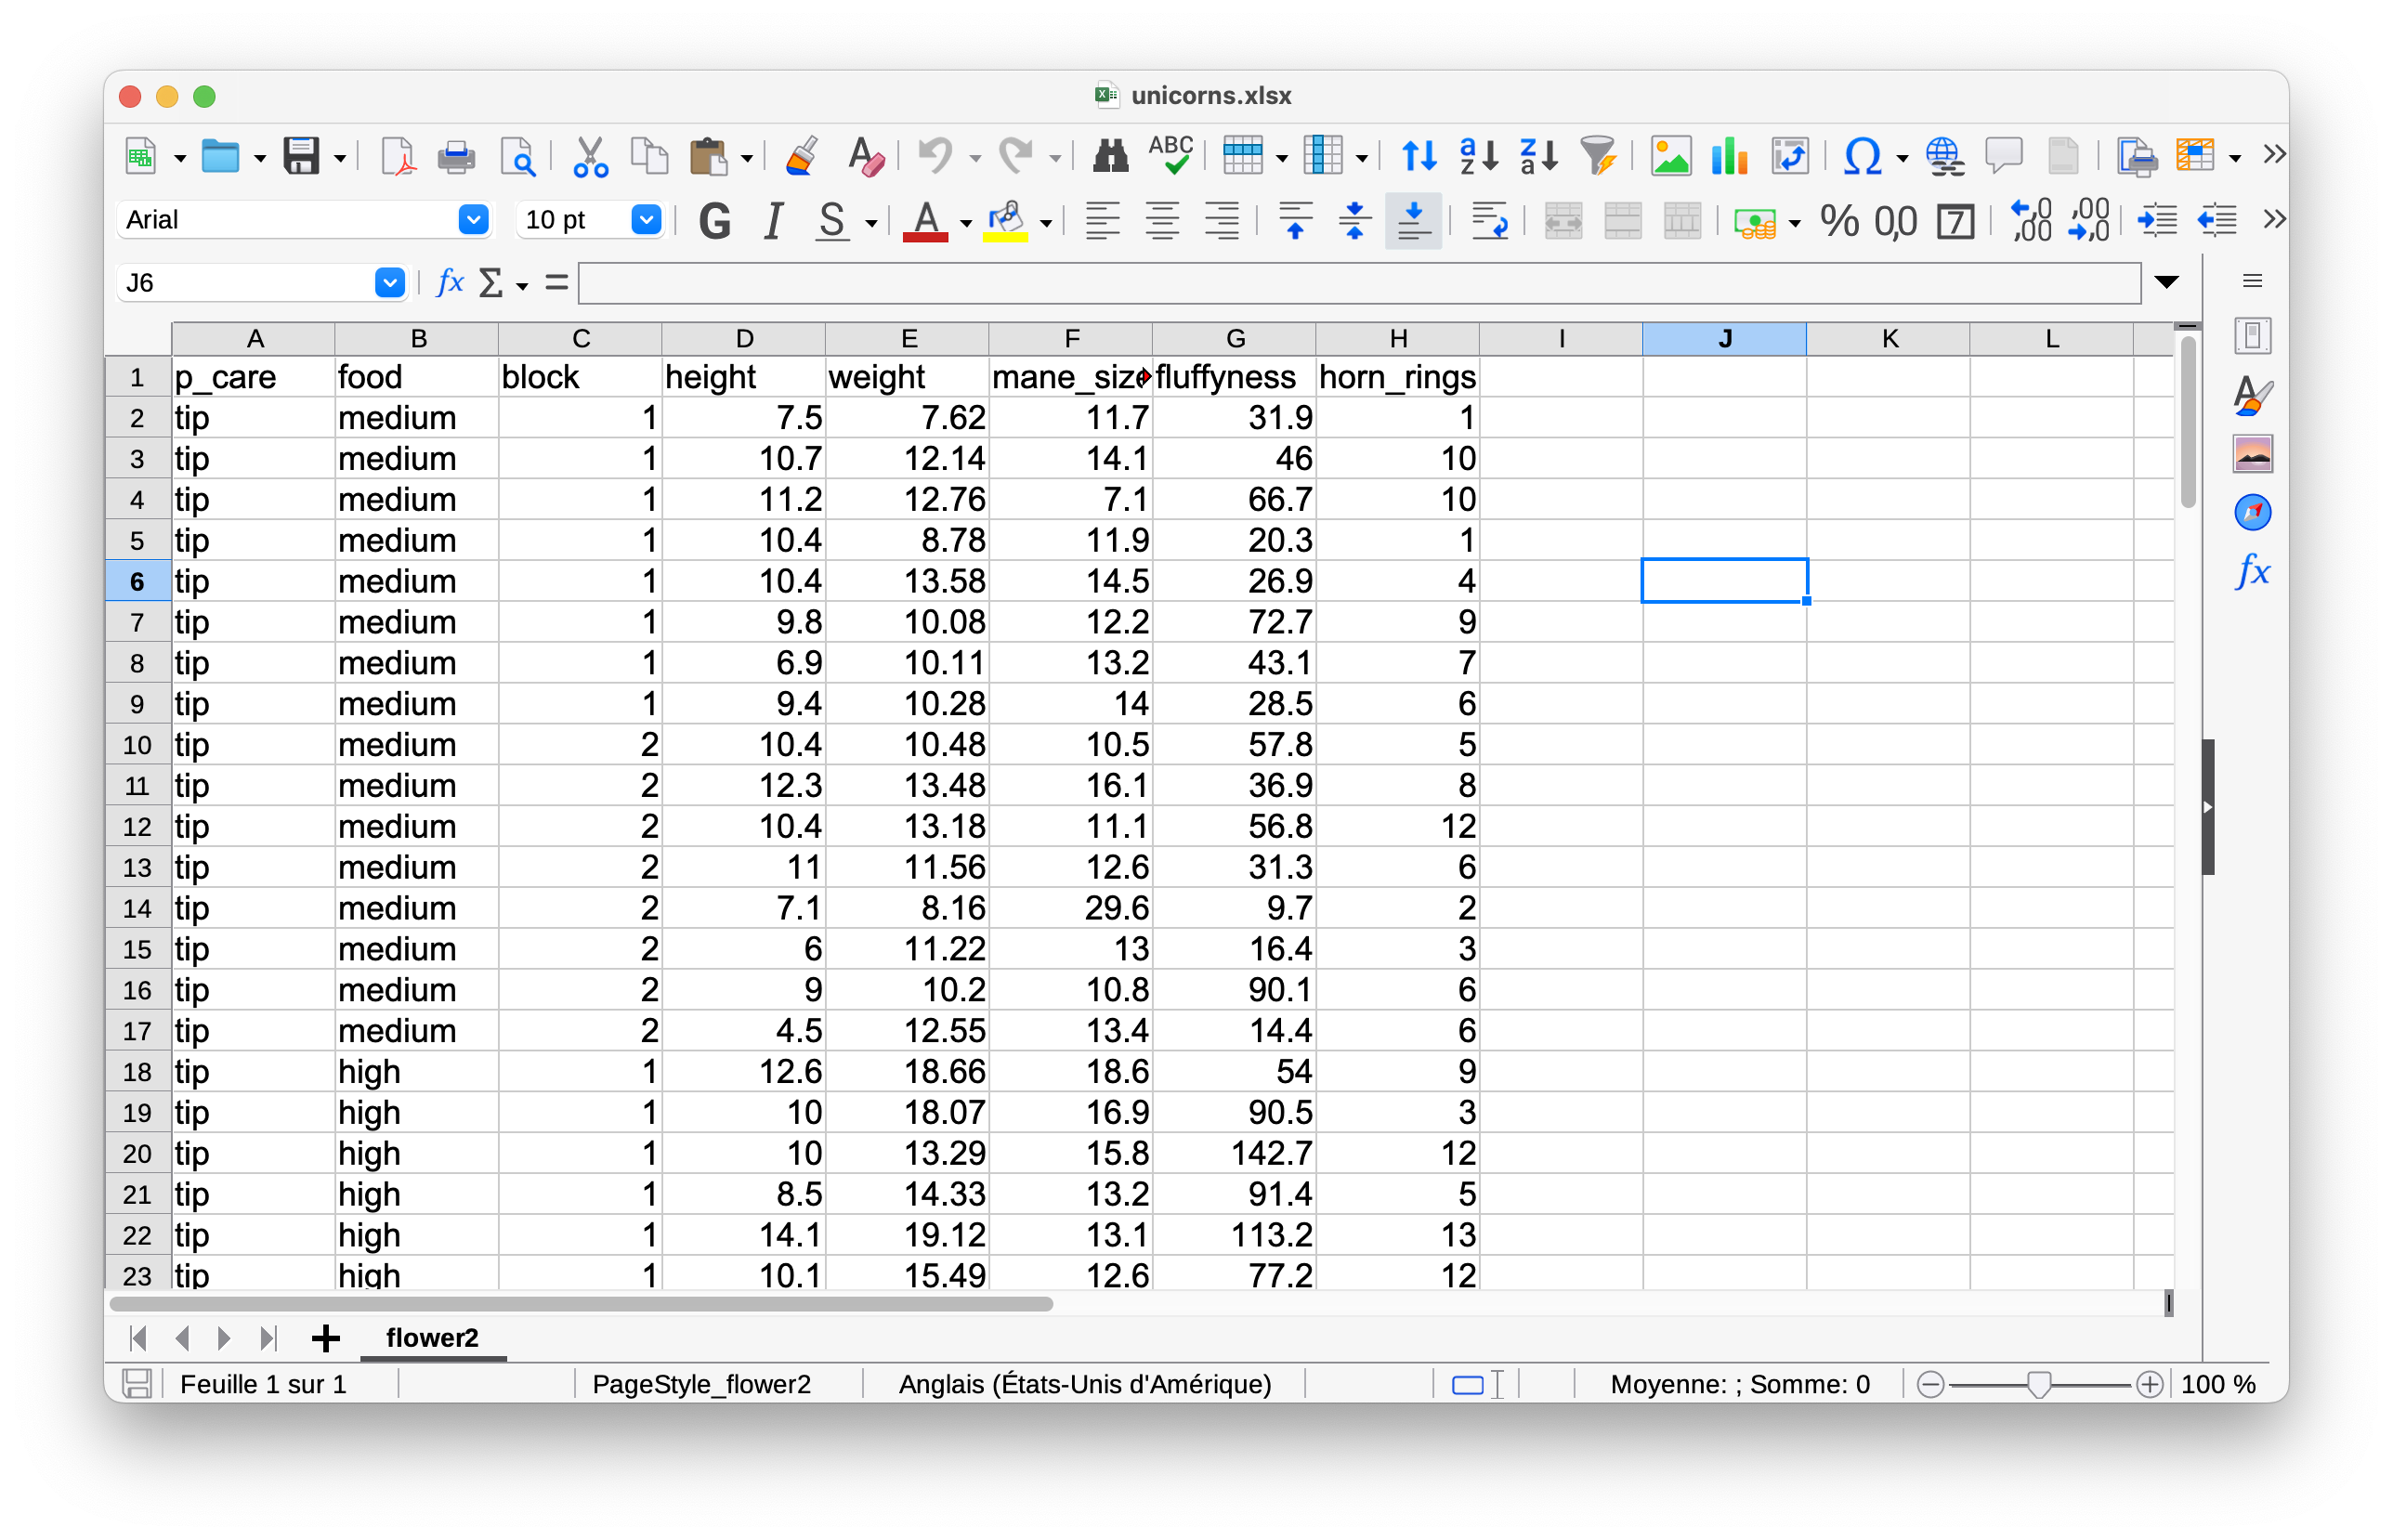 unicorns.xlsx
ABC
Arial 10 pt G I S A % 0,0 7 ,0 ,00 ,00 ,0
J6 fx Σ =
A B C D E F G H I J K L
1 p_care food block height weight mane_size fluffyness horn_rings
2 tip medium 1 7.5 7.62 11.7 31.9 1
3 tip medium 1 10.7 12.14 14.1 46 10
4 tip medium 1 11.2 12.76 7.1 66.7 10
5 tip medium 1 10.4 8.78 11.9 20.3 1
6 tip medium 1 10.4 13.58 14.5 26.9 4
7 tip medium 1 9.8 10.08 12.2 72.7 9
8 tip medium 1 6.9 10.11 13.2 43.1 7
9 tip medium 1 9.4 10.28 14 28.5 6
10 tip medium 2 10.4 10.48 10.5 57.8 5
11 tip medium 2 12.3 13.48 16.1 36.9 8
12 tip medium 2 10.4 13.18 11.1 56.8 12
13 tip medium 2 11 11.56 12.6 31.3 6
14 tip medium 2 7.1 8.16 29.6 9.7 2
15 tip medium 2 6 11.22 13 16.4 3
16 tip medium 2 9 10.2 10.8 90.1 6
17 tip medium 2 4.5 12.55 13.4 14.4 6
18 tip high 1 12.6 18.66 18.6 54 9
19 tip high 1 10 18.07 16.9 90.5 3
20 tip high 1 10 13.29 15.8 142.7 12
21 tip high 1 8.5 14.33 13.2 91.4 5
22 tip high 1 14.1 19.12 13.1 113.2 13
23 tip high 1 10.1 15.49 12.6 77.2 12
flower2
Feuille 1 sur 1 PageStyle_flower2 Anglais (États-Unis d'Amérique) Moyenne: ; Somme: 0 100 %